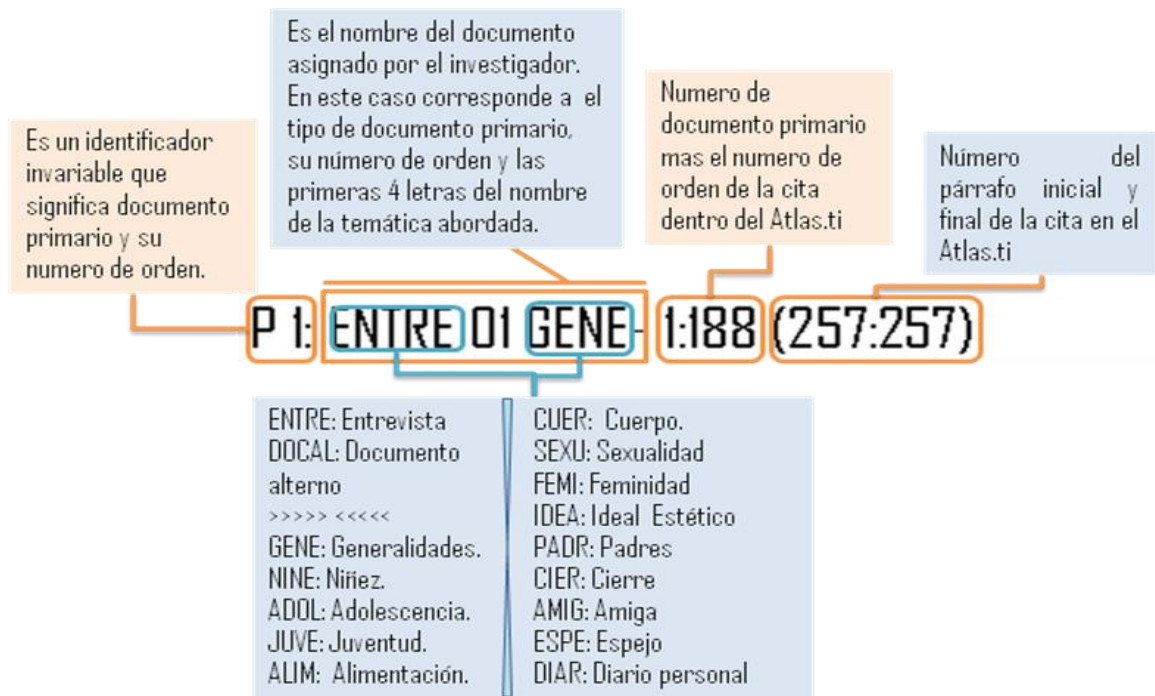 Es el nombre del documento
asignado por el investigador.
En este caso corresponde a el
tipo de documento primario,
su número de orden y las
primeras 4 letras del nombre
de la temática abordada.
Es un identificador
invariable que
significa documento
primario y su
numero de orden.
Numero de
documento primario
mas el numero de
orden de la cita
dentro del Atlas.ti
Número del
párrafo inicial y
final de la cita en el
Atlas.ti
P 1: ENTRE 01 GENE- 1:188 (257:257)
ENTRE: Entrevista
DOCAL: Documento
alterno
>>>>> <<<<<
GENE: Generalidades.
NINE: Niñez.
ADOL: Adolescencia.
JUVE: Juventud.
ALIM: Alimentación.
CUER: Cuerpo.
SEXU: Sexualidad
FEMI: Feminidad
IDEA: Ideal Estético
PADR: Padres
CIER: Cierre
AMIG: Amiga
ESPE: Espejo
DIAR: Diario personal